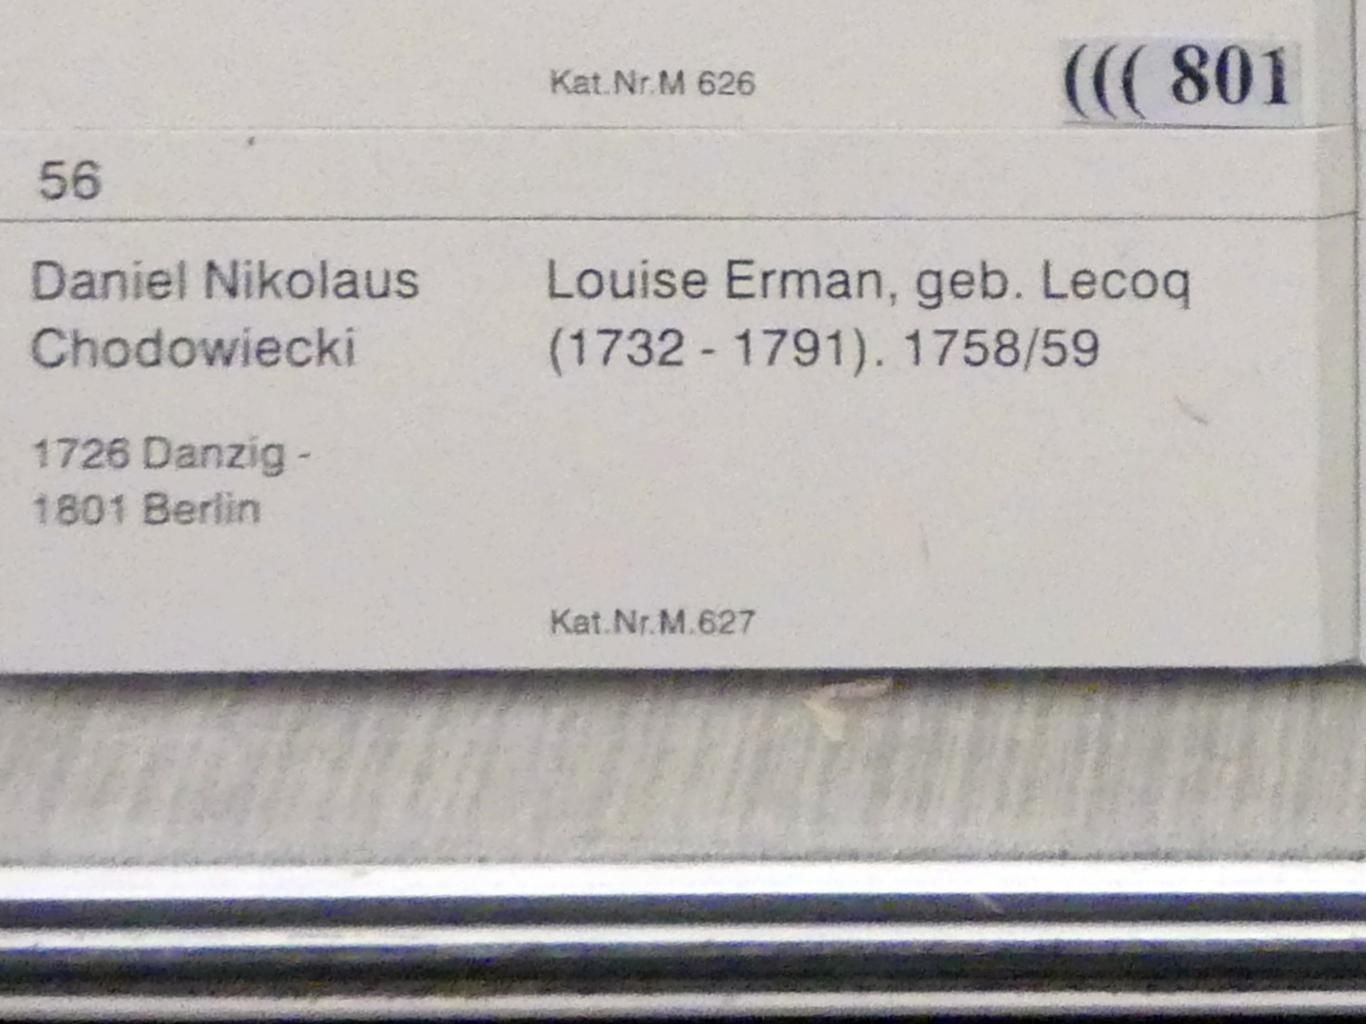 Kat.Nr.M 626
((( 801
56
Daniel Nikolaus
Chodowiecki
1726 Danzig -
1801 Berlin
Louise Erman, geb. Lecoq
(1732 - 1791). 1758/59
Kat.Nr.M.627